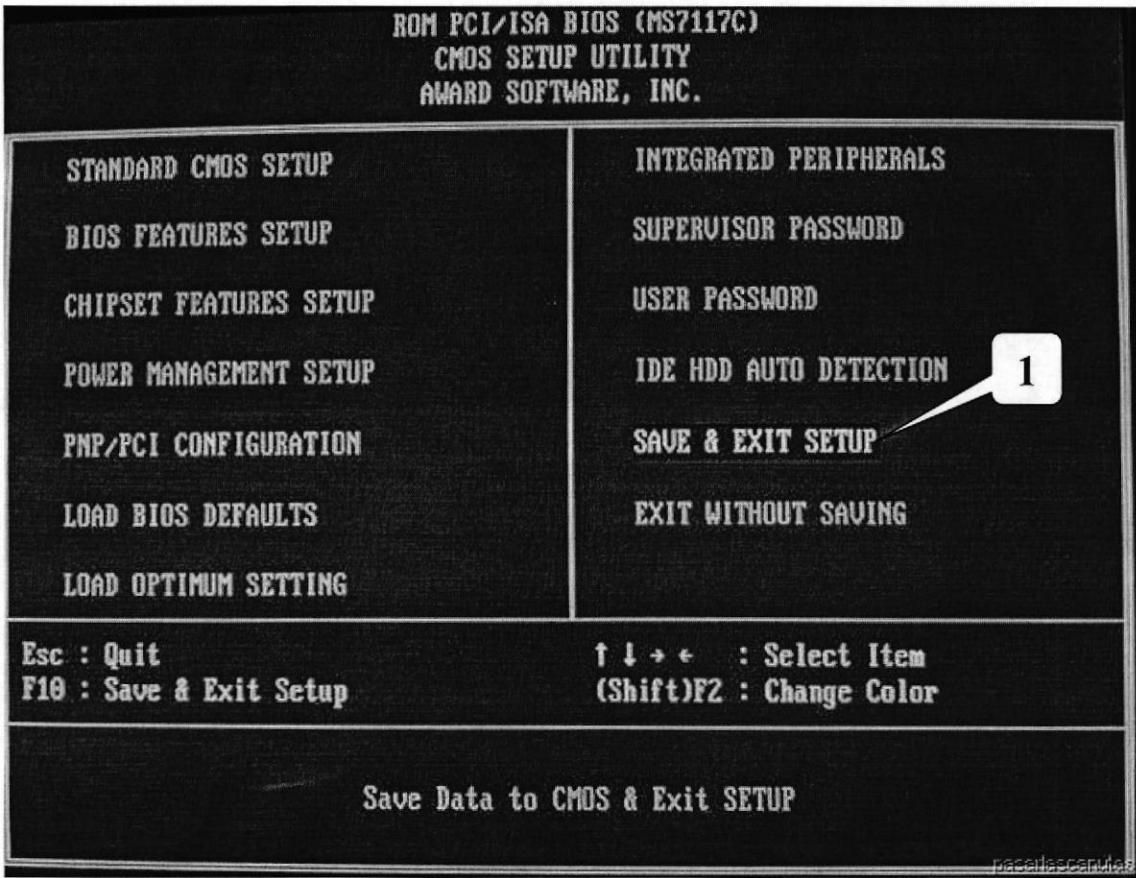 ROM PCI/ISA BIOS (MS7117C)
CMOS SETUP UTILITY
AWARD SOFTWARE, INC.
STANDARD CMOS SETUP
BIOS FEATURES SETUP
CHIPSET FEATURES SETUP
POWER MANAGEMENT SETUP
PNP/PCI CONFIGURATION
LOAD BIOS DEFAULTS
LOAD OPTIMUM SETTING
INTEGRATED PERIPHERALS
SUPERVISOR PASSWORD
USER PASSWORD
IDE HDD AUTO DETECTION
1
SAVE & EXIT SETUP
EXIT WITHOUT SAVING
Esc : Quit
F10 : Save & Exit Setup
↑ ↓ → ← : Select Item
(Shift)F2 : Change Color
Save Data to CMOS & Exit SETUP